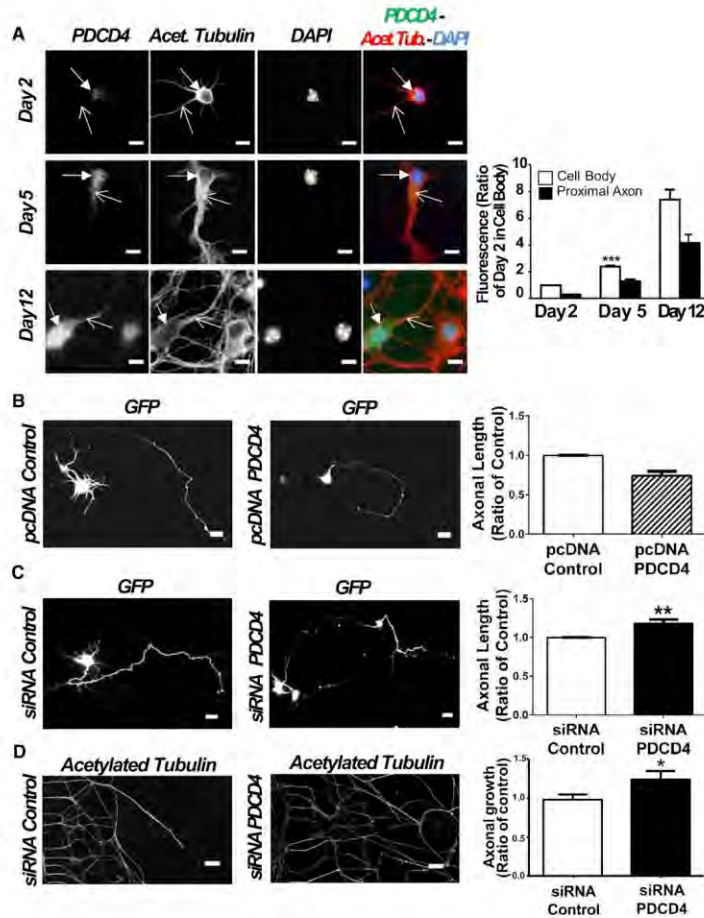 A
PDCD4
Acet. Tubulin
DAPI
PDCD4-
Acet.Tub.-DAPI
Day 2
Day 5
Day12
Fluorescence (Ratio
of Day 2 in Cell Body)
10
8
6
4
2
0
Cell Body
Proximal Axon
***
Day 2
Day 5
Day 12
B
GFP
GFP
pcDNA Control
pcDNA PDCD4
Axonal Length
(Ratio of Control)
1.5
1.0
0.5
0.0
pcDNA
Control
pcDNA
PDCD4
C
GFP
GFP
siRNA Control
siRNA PDCD4
Axonal Length
(Ratio of Control)
1.5
1.0
0.5
0.0
**
siRNA
Control
siRNA
PDCD4
D
Acetylated Tubulin
Acetylated Tubulin
siRNA Control
siRNA PDCD4
Axonal growth
(Ratio of control)
1.5
1.0
0.5
0.0
*
siRNA
Control
siRNA
PDCD4